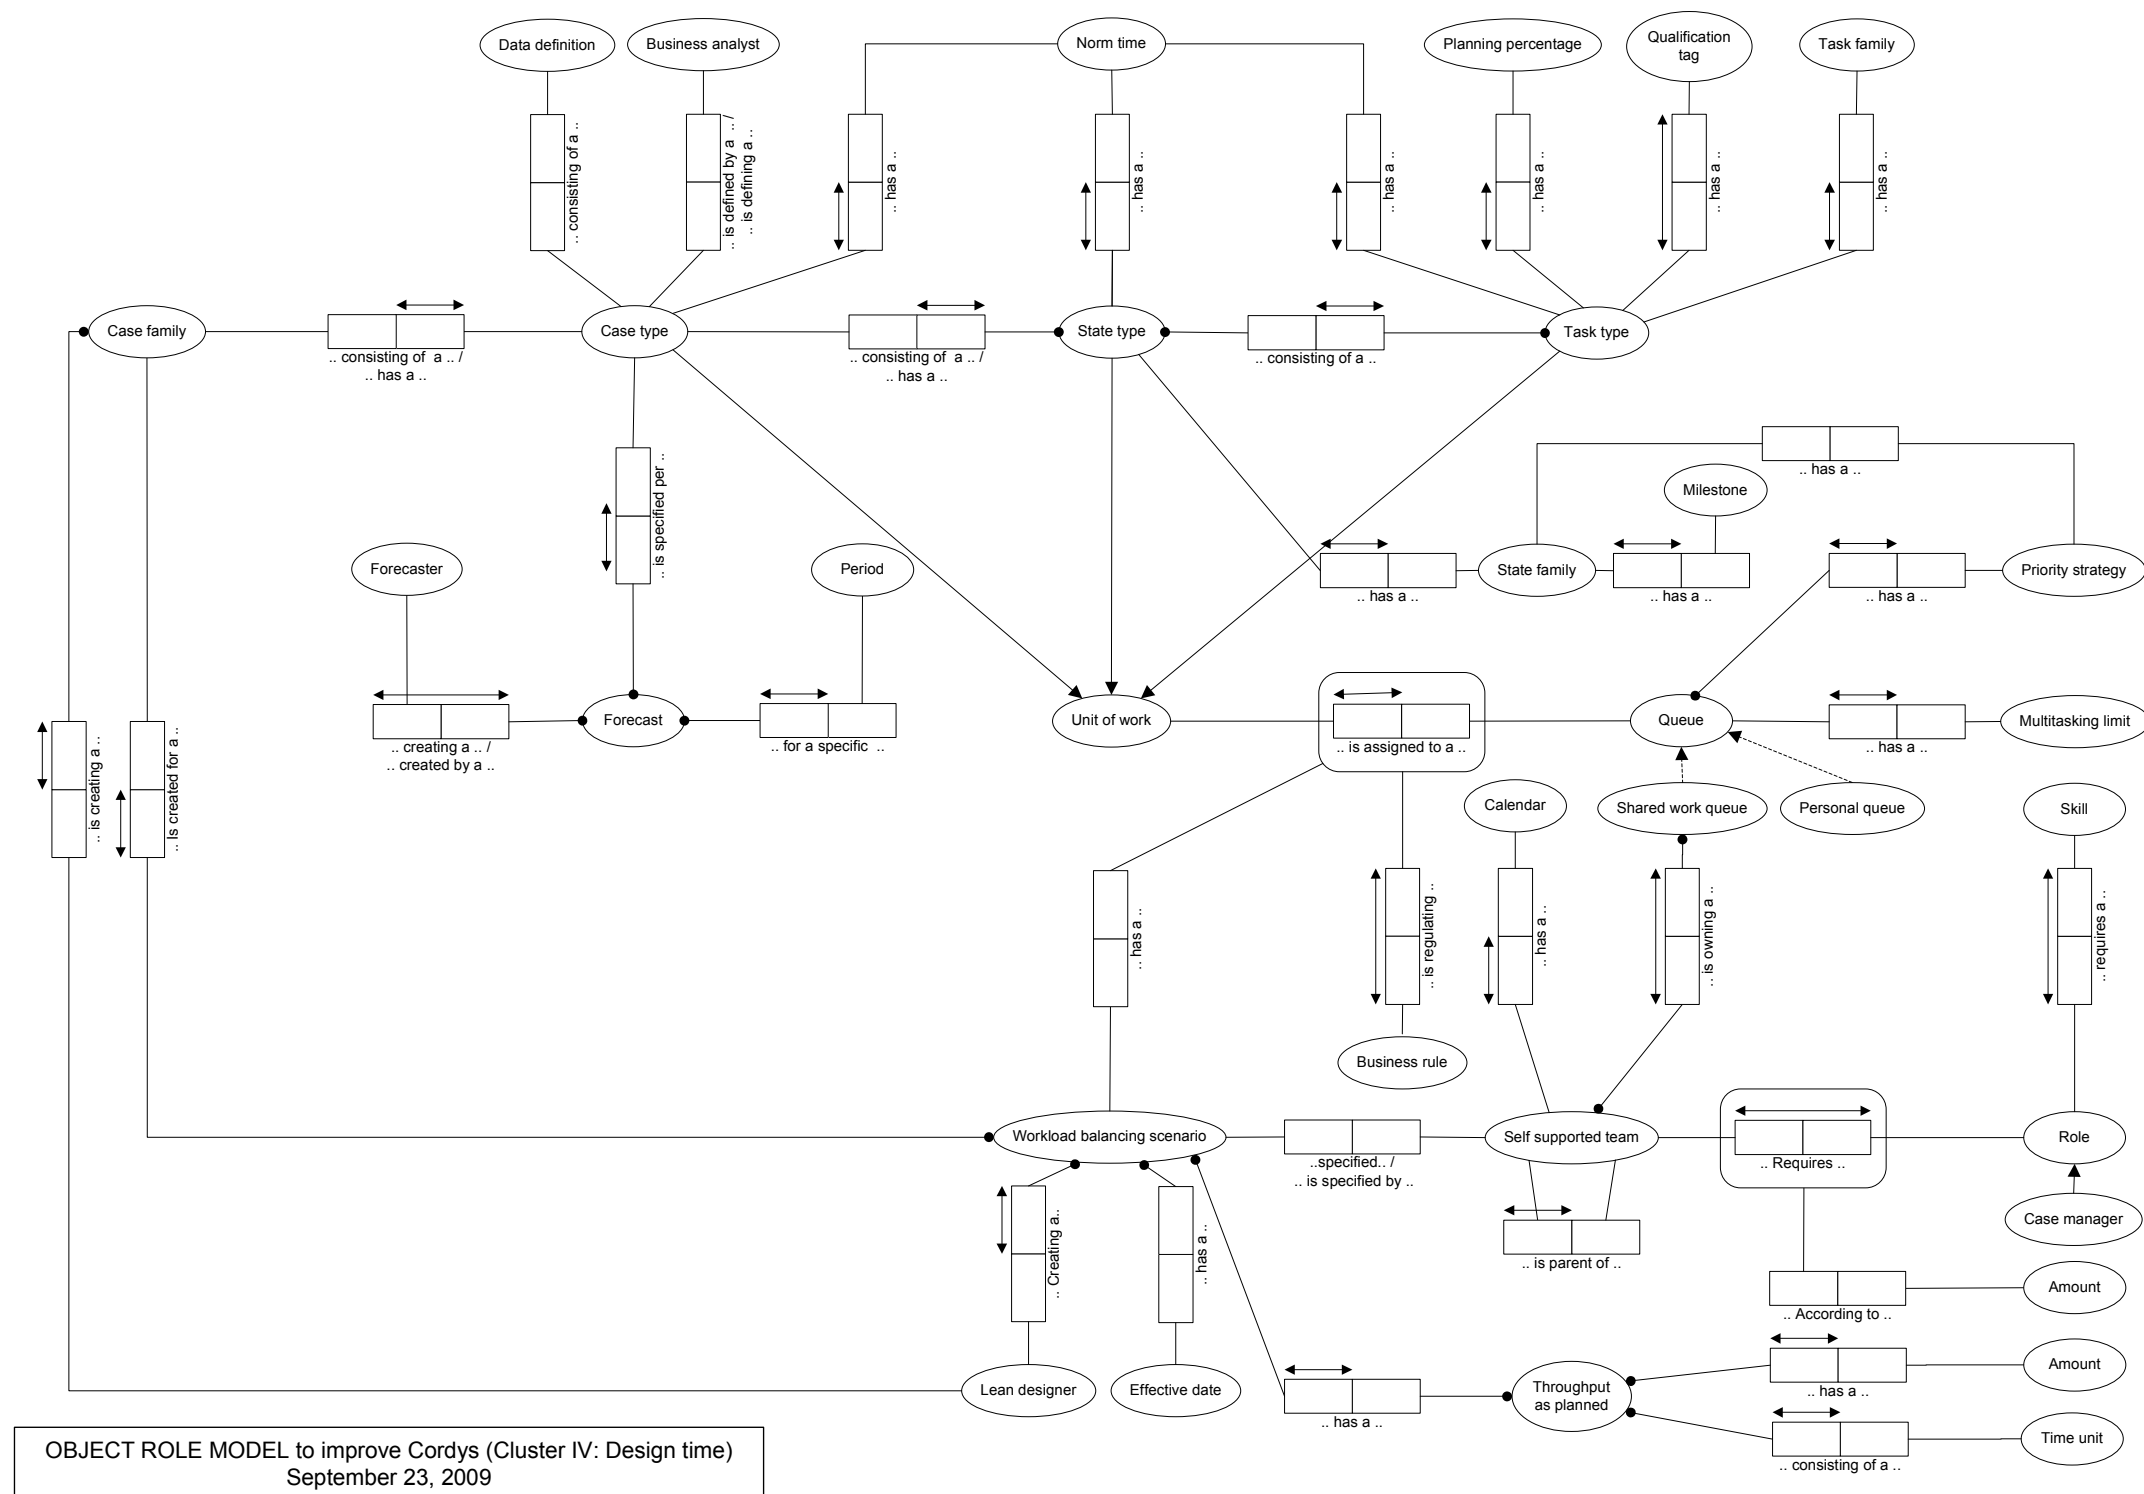 Data definition
Business analyst
Norm time
Planning percentage
Qualification
tag
Task family
.. consisting of a ..
.. is defined by a .. /
.. is defining a ..
.. has a ..
.. has a ..
.. has a ..
.. has a ..
.. has a ..
.. has a ..
Case family
Case type
State type
Task type
.. consisting of  a .. /
.. has a ..
.. consisting of  a .. /
.. has a ..
.. consisting of a ..
.. has a ..
Milestone
.. is specified per ..
Forecaster
Period
State family
Priority strategy
.. has a ..
.. has a ..
.. has a ..
Forecast
Unit of work
Queue
Multitasking limit
.. creating a .. /
.. created by a ..
.. for a specific  ..
.. is assigned to a ..
.. has a ..
.. is creating a ..
.. Is created for a ..
Calendar
Shared work queue
Personal queue
Skill
.. has a ..
.. is regulating ..
.. has a ..
.. is owning a ..
.. requires a ..
Business rule
Workload balancing scenario
Self supported team
Role
..specified.. /
.. is specified by ..
.. Requires ..
.. Creating a..
.. has a ..
.. is parent of ..
Case manager
Amount
.. According to ..
Lean designer
Effective date
Throughput
as planned
Amount
.. has a ..
.. has a ..
Time unit
.. consisting of a ..
OBJECT ROLE MODEL to improve Cordys (Cluster IV: Design time)
September 23, 2009